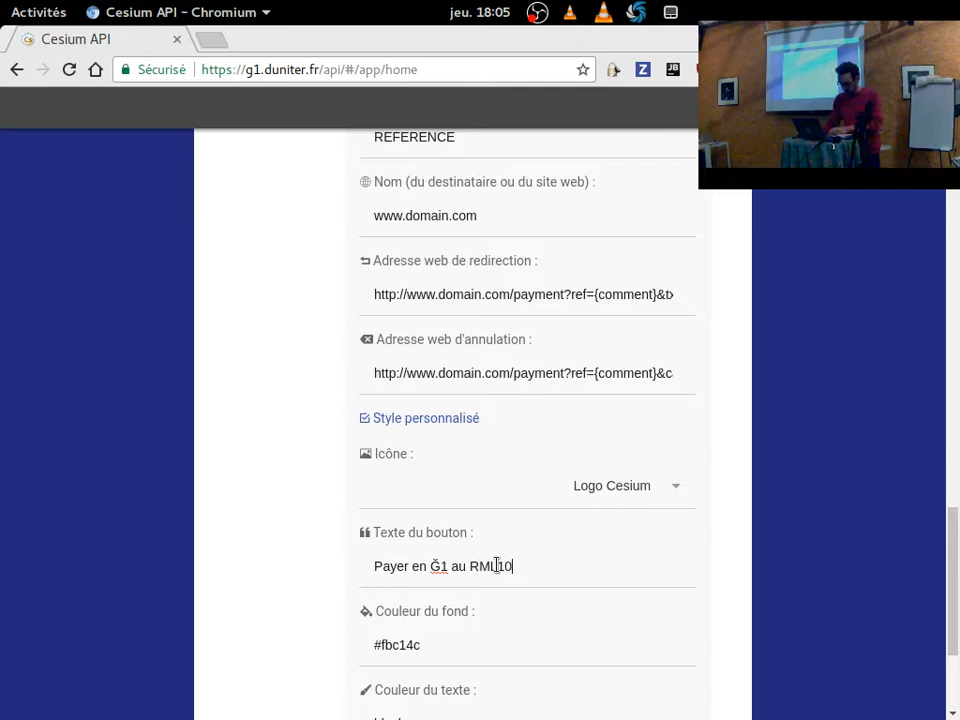 Activités
Cesium API - Chromium
jeu. 18:05
Cesium API
Sécurisé
https://g1.duniter.fr/api/#/app/home
REFERENCE
Nom (du destinataire ou du site web) :
www.domain.com
Adresse web de redirection :
http://www.domain.com/payment?ref={comment}&t
Adresse web d'annulation :
http://www.domain.com/payment?ref={comment}&c
Style personnalisé
Icône :
Logo Cesium
Texte du bouton :
Payer en Ğ1 au RML10
Couleur du fond :
#fbc14c
Couleur du texte :